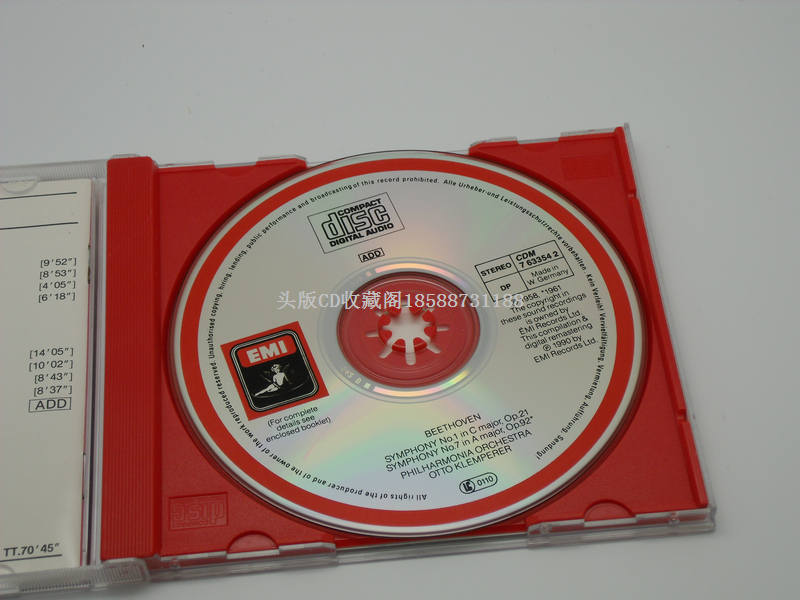 [9'52"]
[8'53"]
[4'05"]
[6'18"]
[14'05"]
[10'02"]
[8'43"]
[8'37"]
ADD
TT.70'45"
Unauthorised copying, hiring, lending, public performance and broadcasting of this record prohibited. Alle Urheber-und Leistungsschutzrechte vorbehalten. Kein Verleih! Vervielfältigung, Vermietung, Aufführung, Sendung!
All rights of the producer and of the owner of the work reproduced reserved.
COMPACT
disc
DIGITAL AUDIO
ADD
STEREO
CDM
7 63354 2
DP
Made in
W. Germany
1958, *1961
The copyright in
these sound recordings
is owned by
EMI Records Ltd.
This compilation &
digital remastering
℗ 1990 by
EMI Records Ltd.
头版CD收藏阁18588731188
EMI
(For complete
details see
enclosed booklet)
BEETHOVEN
SYMPHONY No.1 in C major, Op.21
SYMPHONY No.7 in A major, Op.92*
PHILHARMONIA ORCHESTRA
OTTO KLEMPERER
LC 0110
disc